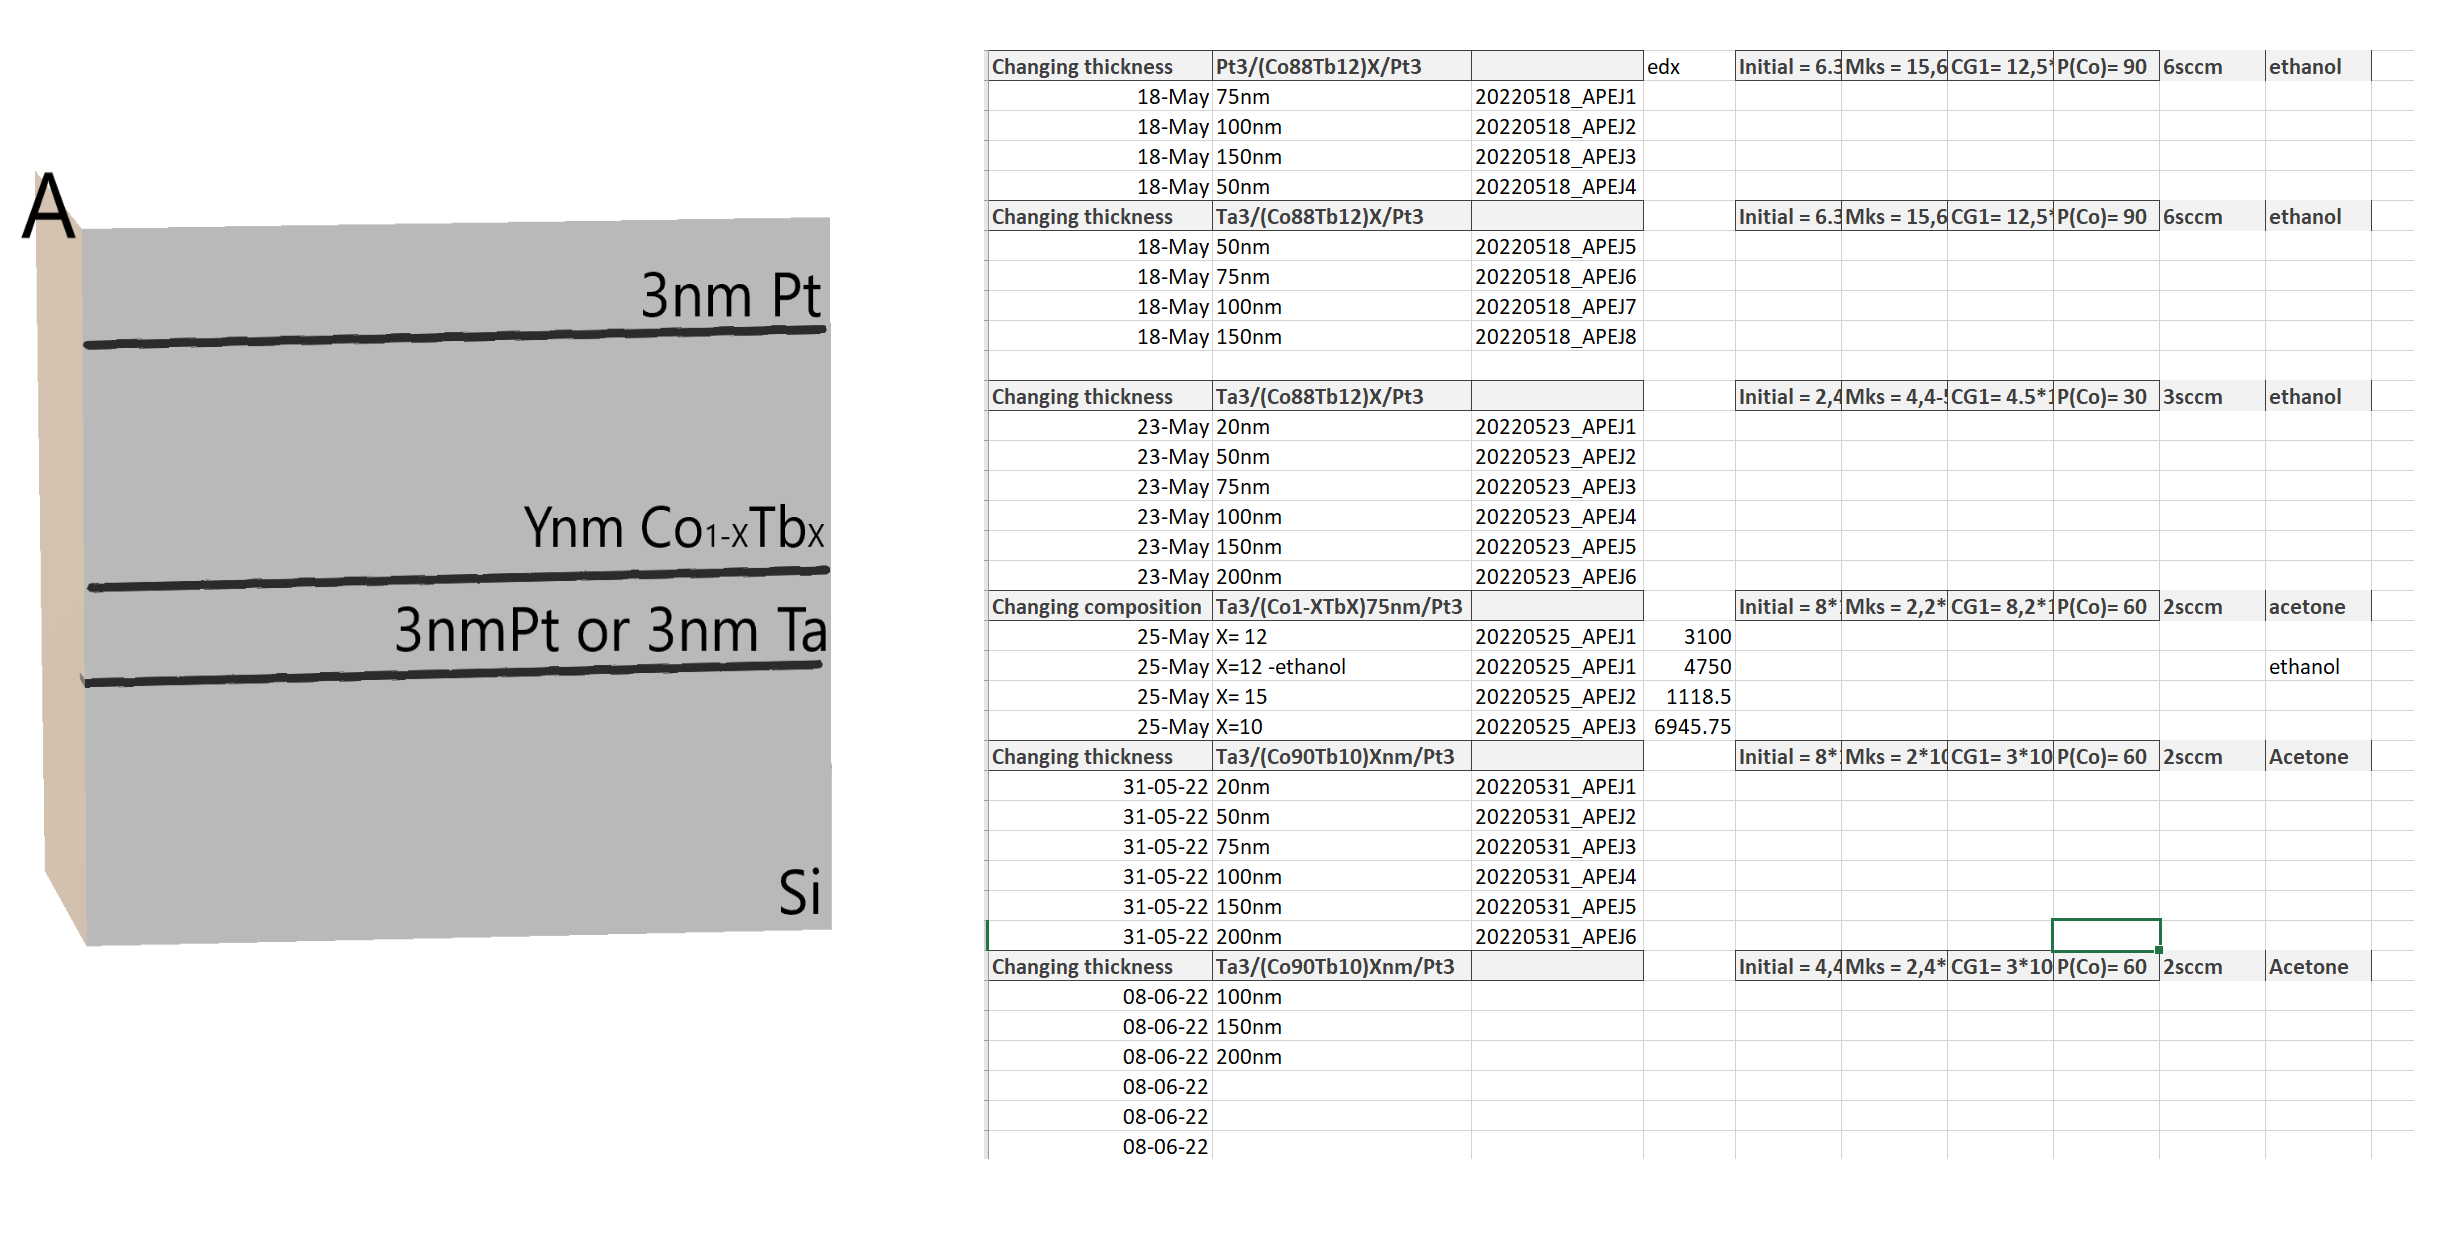 A
3nm Pt
Ynm Co1-XTbX
3nmPt or 3nm Ta
Si
Changing thickness Pt3/(Co88Tb12)X/Pt3 edx Initial = 6.3 Mks = 15,6 CG1= 12,5* P(Co)= 90 6sccm ethanol
18-May 75nm 20220518_APEJ1
18-May 100nm 20220518_APEJ2
18-May 150nm 20220518_APEJ3
18-May 50nm 20220518_APEJ4
Changing thickness Ta3/(Co88Tb12)X/Pt3 Initial = 6.3 Mks = 15,6 CG1= 12,5* P(Co)= 90 6sccm ethanol
18-May 50nm 20220518_APEJ5
18-May 75nm 20220518_APEJ6
18-May 100nm 20220518_APEJ7
18-May 150nm 20220518_APEJ8
Changing thickness Ta3/(Co88Tb12)X/Pt3 Initial = 2,4 Mks = 4,4- CG1= 4.5* P(Co)= 30 3sccm ethanol
23-May 20nm 20220523_APEJ1
23-May 50nm 20220523_APEJ2
23-May 75nm 20220523_APEJ3
23-May 100nm 20220523_APEJ4
23-May 150nm 20220523_APEJ5
23-May 200nm 20220523_APEJ6
Changing composition Ta3/(Co1-XTbX)75nm/Pt3 Initial = 8* Mks = 2,2* CG1= 8,2* P(Co)= 60 2sccm acetone
25-May X= 12 20220525_APEJ1 3100
25-May X=12 -ethanol 20220525_APEJ1 4750 ethanol
25-May X= 15 20220525_APEJ2 1118.5
25-May X=10 20220525_APEJ3 6945.75
Changing thickness Ta3/(Co90Tb10)Xnm/Pt3 Initial = 8* Mks = 2*10 CG1= 3*10 P(Co)= 60 2sccm Acetone
31-05-22 20nm 20220531_APEJ1
31-05-22 50nm 20220531_APEJ2
31-05-22 75nm 20220531_APEJ3
31-05-22 100nm 20220531_APEJ4
31-05-22 150nm 20220531_APEJ5
31-05-22 200nm 20220531_APEJ6
Changing thickness Ta3/(Co90Tb10)Xnm/Pt3 Initial = 4,4 Mks = 2,4* CG1= 3*10 P(Co)= 60 2sccm Acetone
08-06-22 100nm
08-06-22 150nm
08-06-22 200nm
08-06-22
08-06-22
08-06-22